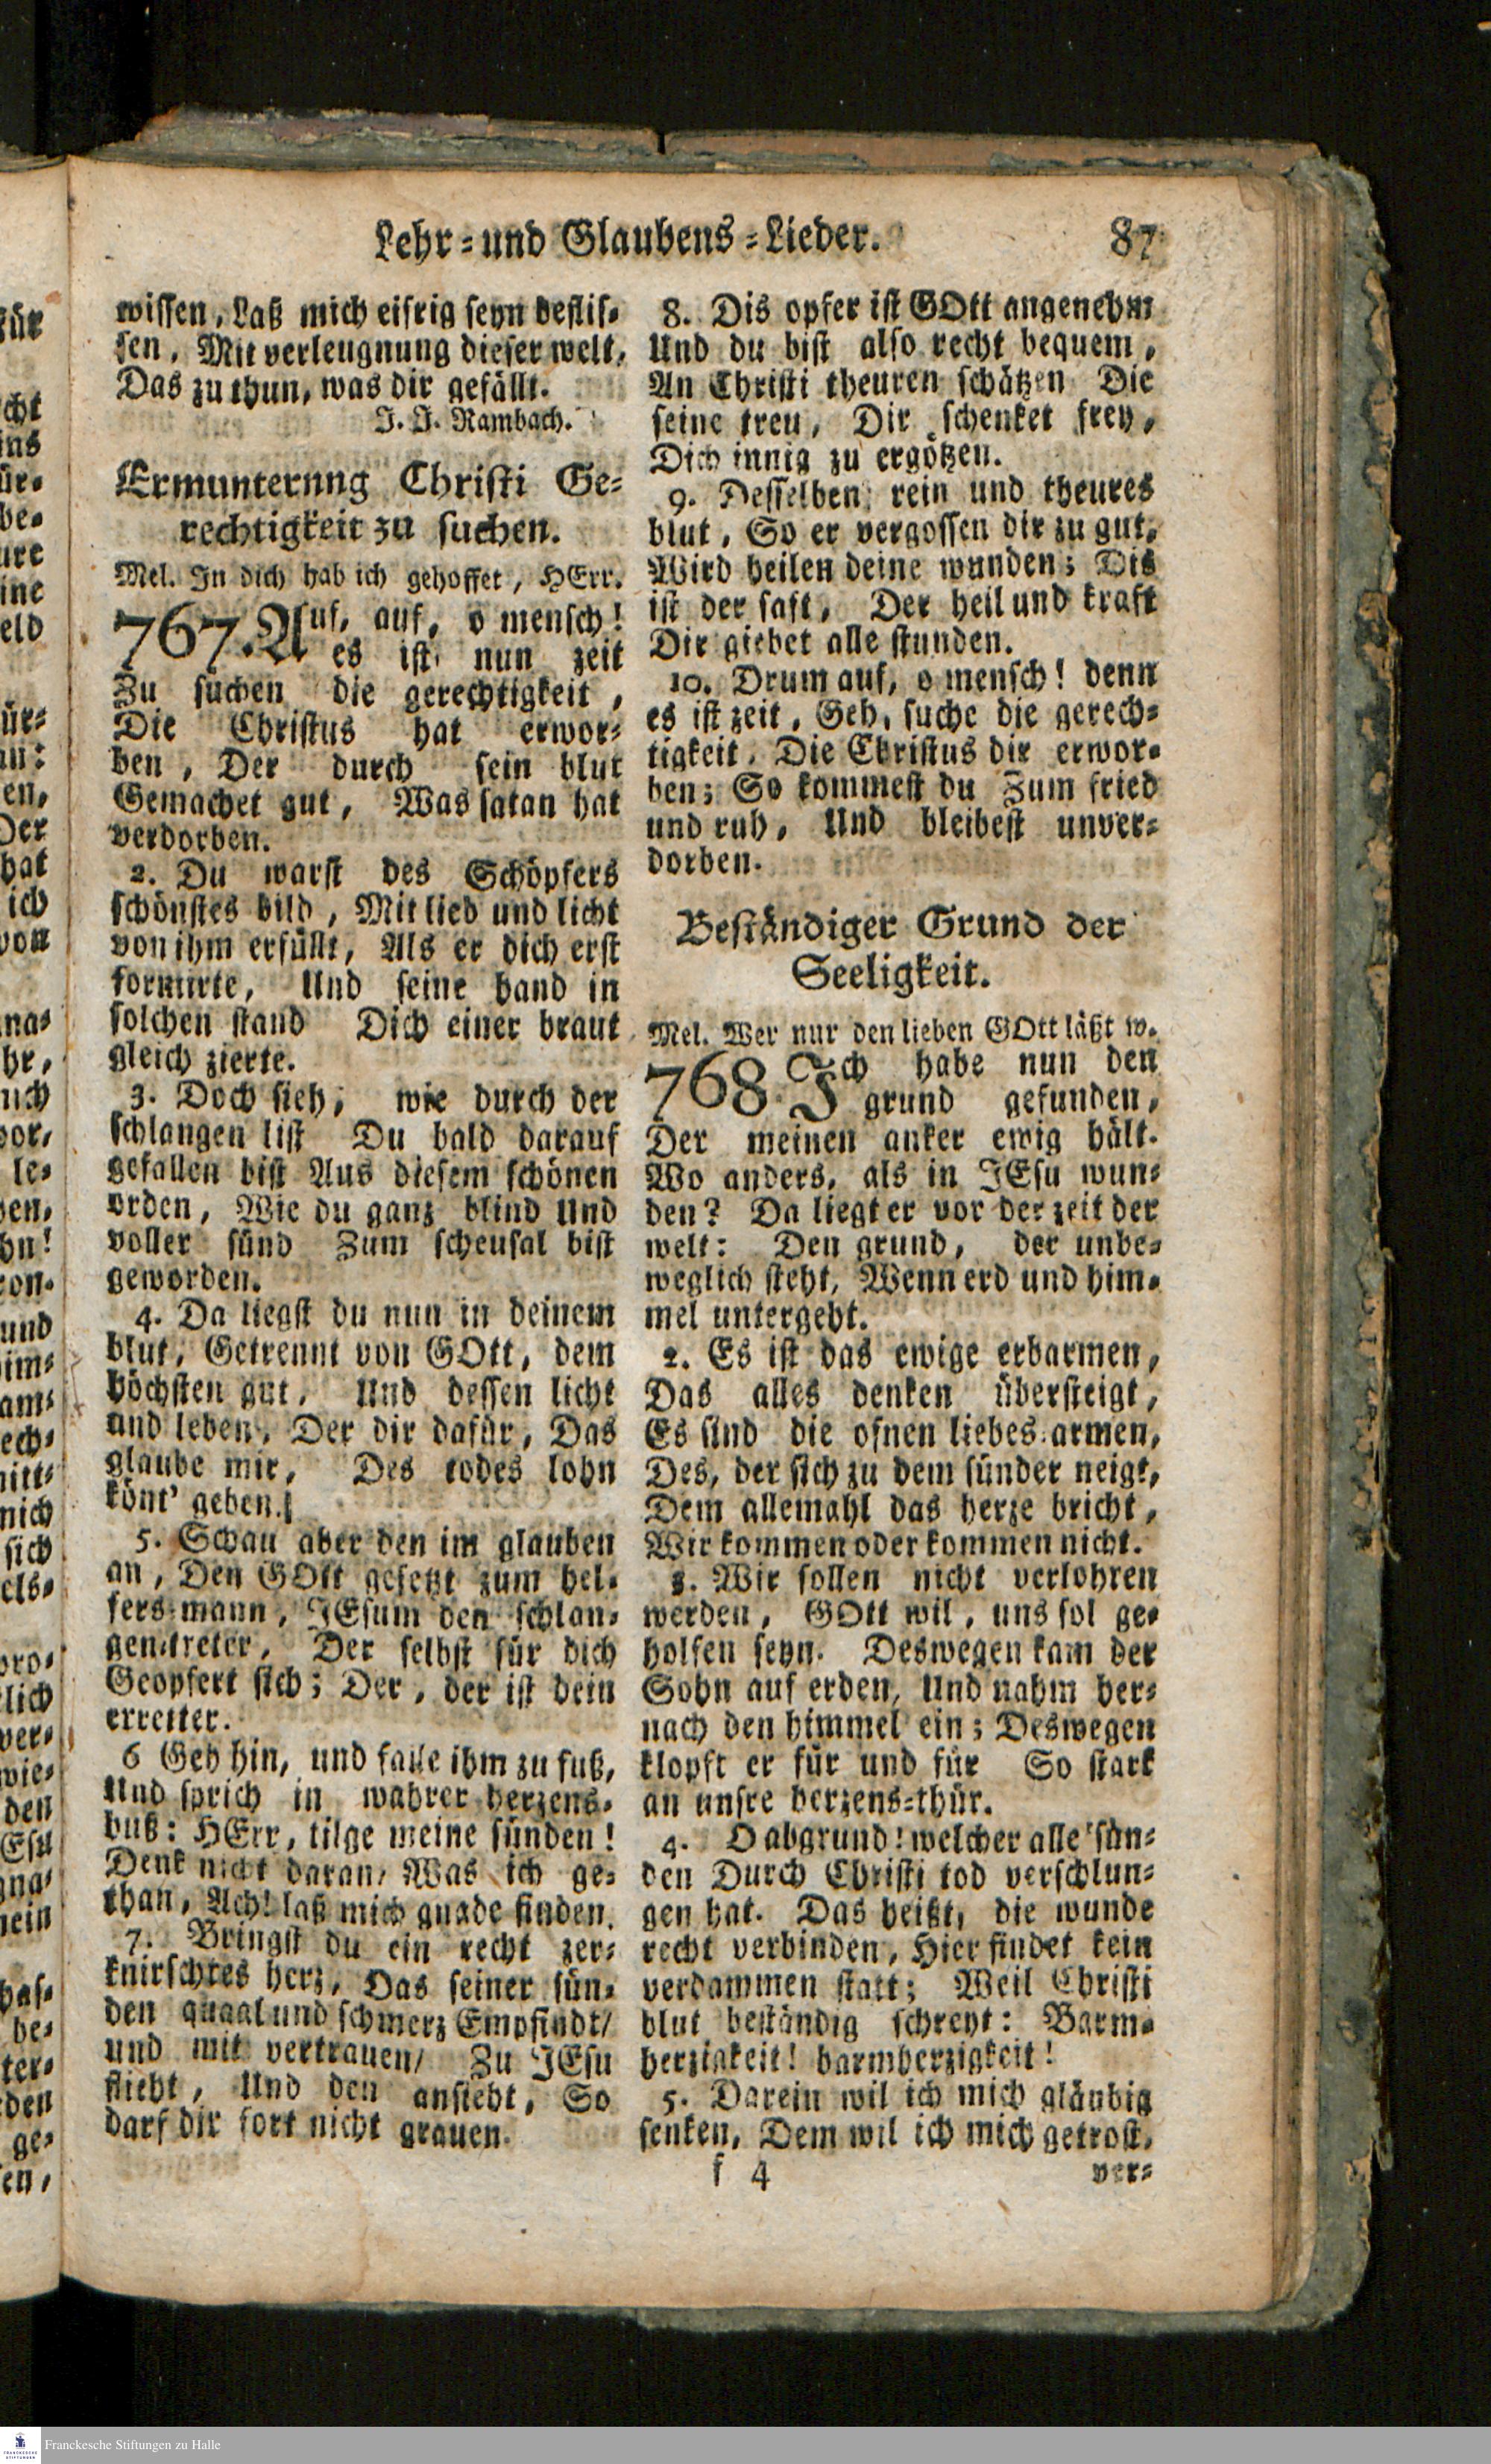 Lehr-und Glaubens-Lieder. 87
wissen, Laß mich eifrig seyn beflis-
sen, Mit verleugnung dieser welt,
Das zu thun, was dir gefällt.
J. J. Rambach.
Ermunterung Christi Ge-
rechtigkeit zu suchen.
Mel. In dich hab ich gehoffet, HErr.
767. Auf, auf, o mensch!
es ist nun zeit
Zu suchen die gerechtigkeit,
Die Christus hat erwor-
ben, Der durch sein blut
Gemachet gut, Was satan hat
verdorben.
2. Du warst des Schöpfers
schönstes bild, Mit lieb und licht
von ihm erfüllt, Als er dich erst
formirte, Und seine hand in
solchen stand Dich einer braut
gleich zierte.
3. Doch sieh, wie durch der
schlangen list Du bald darauf
gefallen bist Aus diesem schönen
orden, Wie du ganz blind Und
voller sünd Zum scheusal bist
geworden.
4. Da liegst du nun in deinem
blut, Getrennt von GOtt, dem
höchsten gut, Und dessen licht
und leben, Der dir dafür, Das
glaube mir, Des todes lohn
könt' geben.
5. Schau aber den im glauben
an, Den GOtt gesetzt zum hel-
fers-mann, JEsum den schlan-
gen-treter, Der selbst für dich
Geopfert sich; Der, der ist dein
erretter.
6 Geh hin, und falle ihm zu fuß,
Und sprich in wahrer herzens-
buß: HErr, tilge meine sünden!
Denk nicht daran/ Was ich ge-
than, Ach! laß mich gnade finden.
7. Bringst du ein recht zer-
knirschtes herz, Das seiner sün-
den quaal und schmerz Empfindt/
und mit vertrauen/ Zu JEsu
flieht, Und den ansieht, So
darf dir fort nicht grauen.
8. Dis opfer ist GOtt angenehm
Und du bist also recht bequem,
An Christi theuren schätzen Die
seine treu, Dir schenket frey,
Dich innig zu ergötzen.
9. Desselben rein und theures
blut, So er vergossen dir zu gut,
Wird heilen deine wunden; Dis
ist der saft, Der heil und kraft
Dir giebet alle stunden.
10. Drum auf, o mensch! denn
es ist zeit, Geh, suche die gerech-
tigkeit, Die Christus dir erwor-
ben; So kommest du Zum fried
und ruh, Und bleibest unver-
dorben.
Beständiger Grund der
Seeligkeit.
Mel. Wer nur den lieben GOtt läßt w.
768. Ich habe nun den
grund gefunden,
Der meinen anker ewig hält.
Wo anders, als in JEsu wun-
den? Da liegt er vor der zeit der
welt: Den grund, der unbe-
weglich steht, Wenn erd und him-
mel untergeht.
2. Es ist das ewige erbarmen,
Das alles denken übersteigt,
Es sind die ofnen liebes-armen,
Des, der sich zu dem sünder neigt,
Dem allemahl das herze bricht,
Wir kommen oder kommen nicht.
3. Wir sollen nicht verlohren
werden, GOtt wil, uns sol ge-
holfen seyn. Deswegen kam der
Sohn auf erden, Und nahm her-
nach den himmel ein; Deswegen
klopft er für und für So stark
an unsre herzens-thür.
4. O abgrund! welcher alle sün-
den Durch Christi tod verschlun-
gen hat. Das heißt, die wunde
recht verbinden, Hier findet kein
verdammen statt; Weil Christi
blut beständig schreyt: Barm-
herzigkeit! barmherzigkeit!
5. Darein wil ich mich gläubig
senken, Dem wil ich mich getrost,
f 4 ver-
Franckesche Stiftungen zu Halle